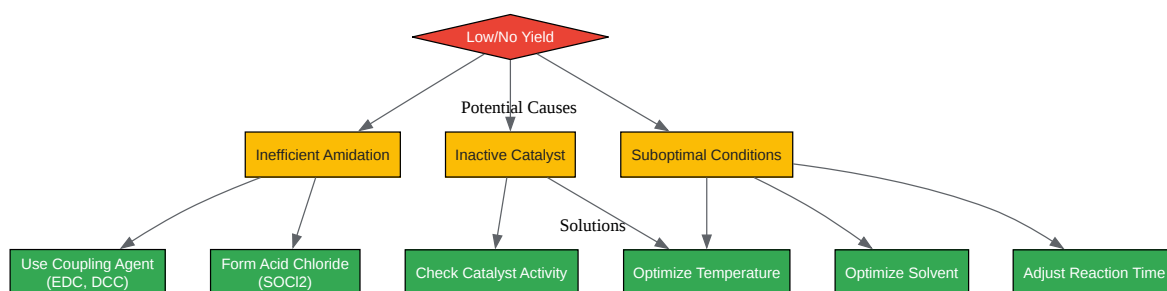 Low/No Yield
Potential Causes
Inefficient Amidation
Inactive Catalyst
Suboptimal Conditions
Solutions
Use Coupling Agent
(EDC, DCC)
Form Acid Chloride
(SOCl2)
Check Catalyst Activity
Optimize Temperature
Optimize Solvent
Adjust Reaction Time